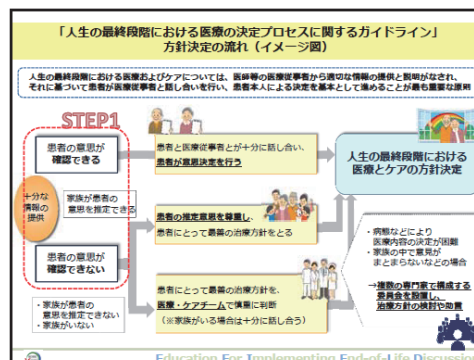 「人生の最終段階における医療の決定プロセスに関するガイドライン」
方針決定の流れ（イメージ図）
人生の最終段階における医療およびケアについては、医師等の医療従事者から適切な情報の提供と説明がなされ、
それに基づいて患者が医療従事者と話し合いを行い、患者本人による決定を基本として進めることが最も重要な原則
STEP1
患者の意思が
確認できる
患者と医療従事者とが十分に話し合い、
患者が意思決定を行う
人生の最終段階における
医療とケアの方針決定
十分な
情報の
提供
家族が患者の
意思を推定できる
患者の推定意思を尊重し、
患者にとって最善の治療方針をとる
患者の意思が
確認できない
・病態などにより
医療内容の決定が困難
・家族の中で意見が
まとまらないなどの場合
→複数の専門家で構成する
委員会を設置し、
治療方針の検討や助言
患者にとって最善の治療方針を、
医療・ケアチームで慎重に判断
（※家族がいる場合は十分に話し合う）
・家族が患者の
意思を推定できない
・家族がいない
Education For Implementing End-of-Life Discussion